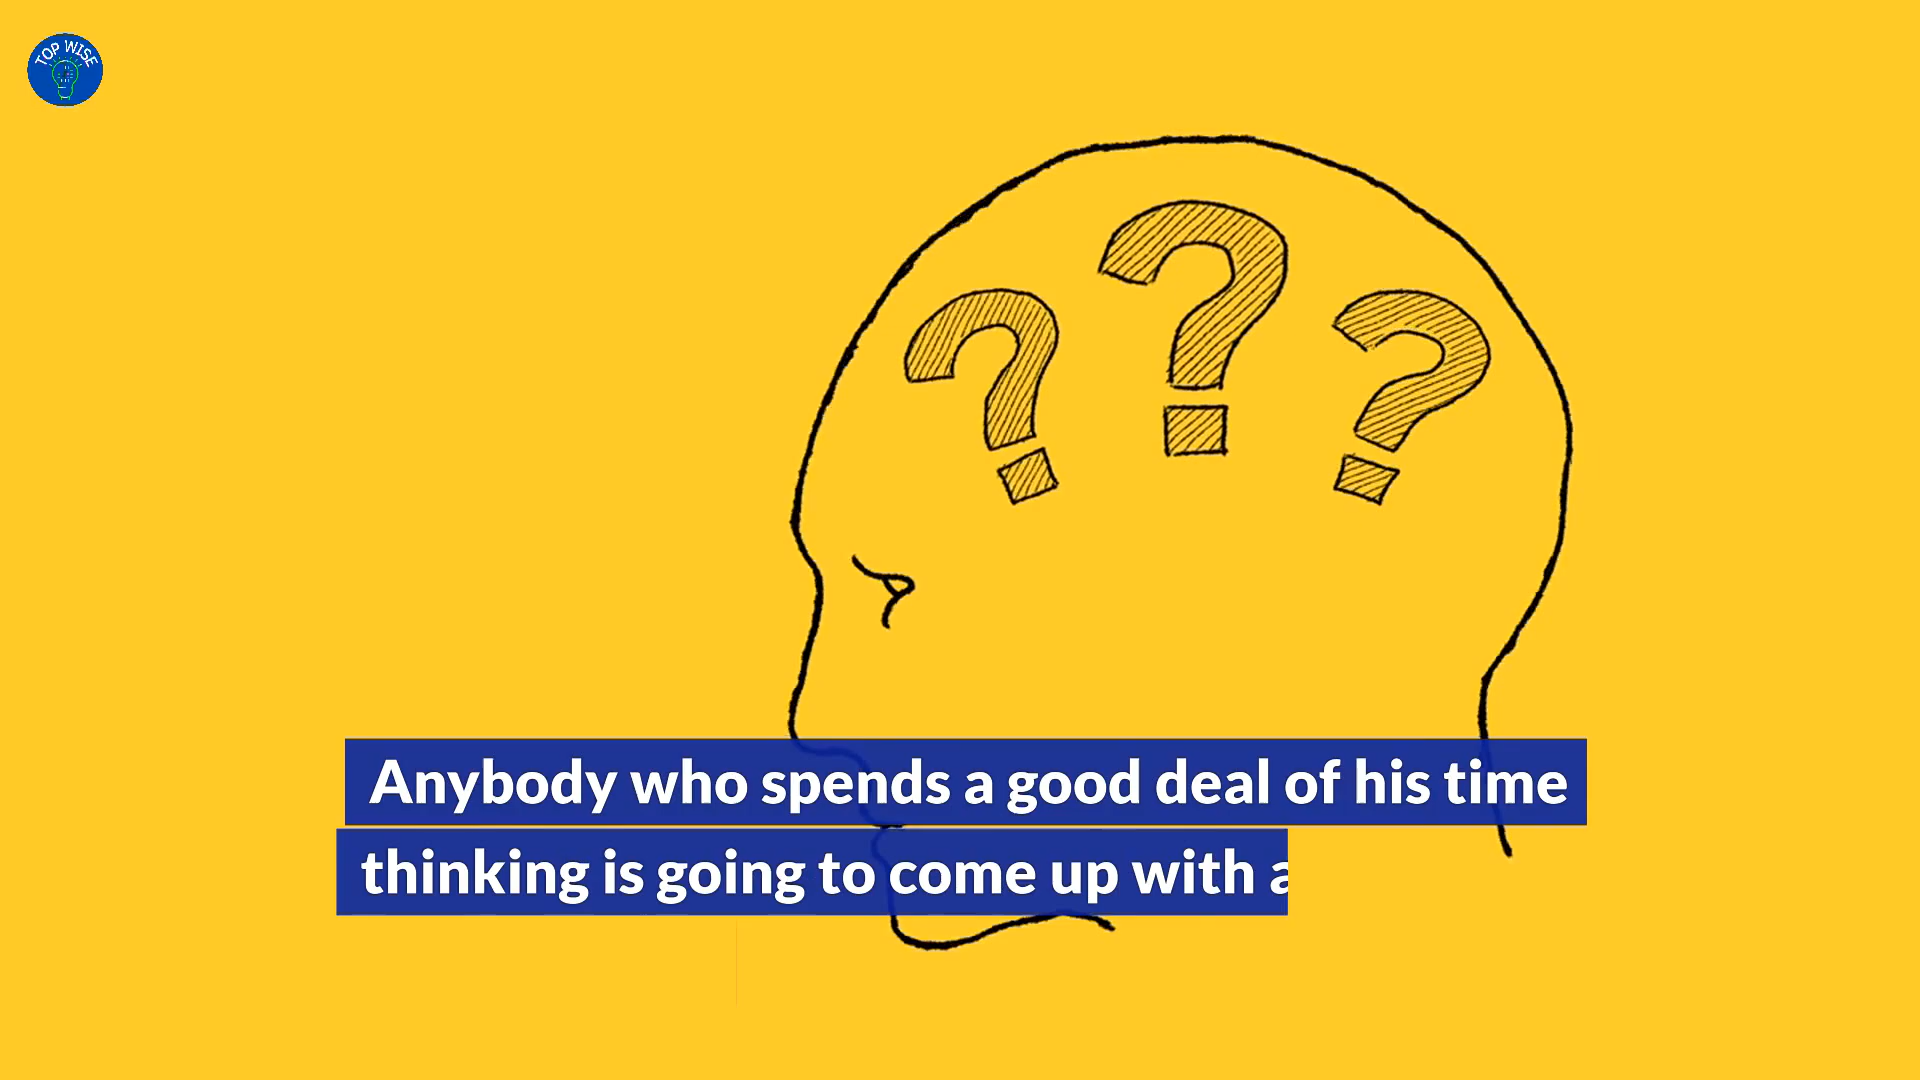 TOP WISE
Anybody who spends a good deal of his time
thinking is going to come up with a